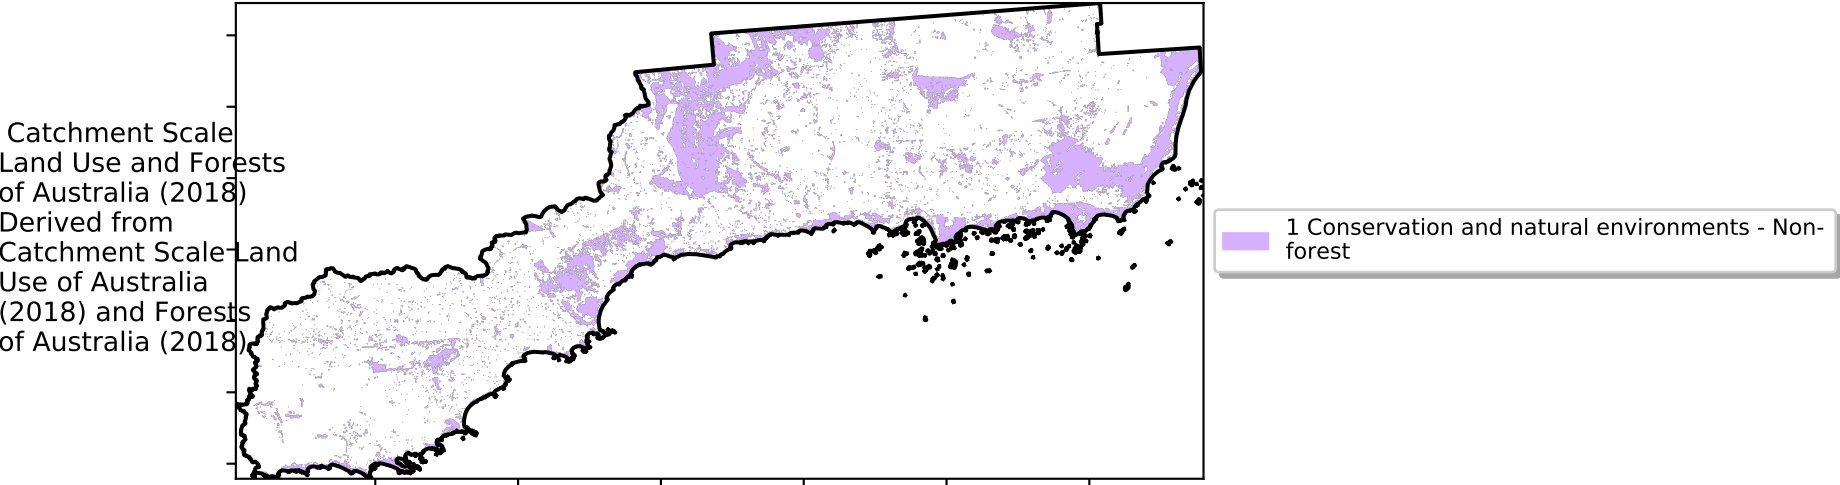 Catchment Scale
Land Use and Forests
of Australia (2018)
Derived from
Catchment Scale Land
Use of Australia
(2018) and Forests
of Australia (2018)
1 Conservation and natural environments - Non-
forest